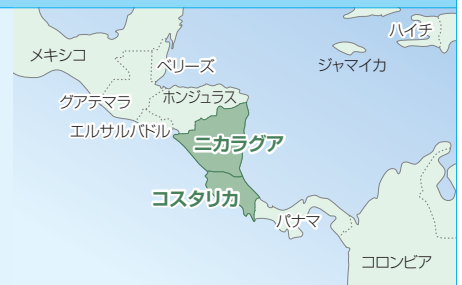 ハイチ
メキシコ
ベリーズ
ジャマイカ
グアテマラ
ホンジュラス
エルサルバドル
ニカラグア
コスタリカ
パナマ
コロンビア